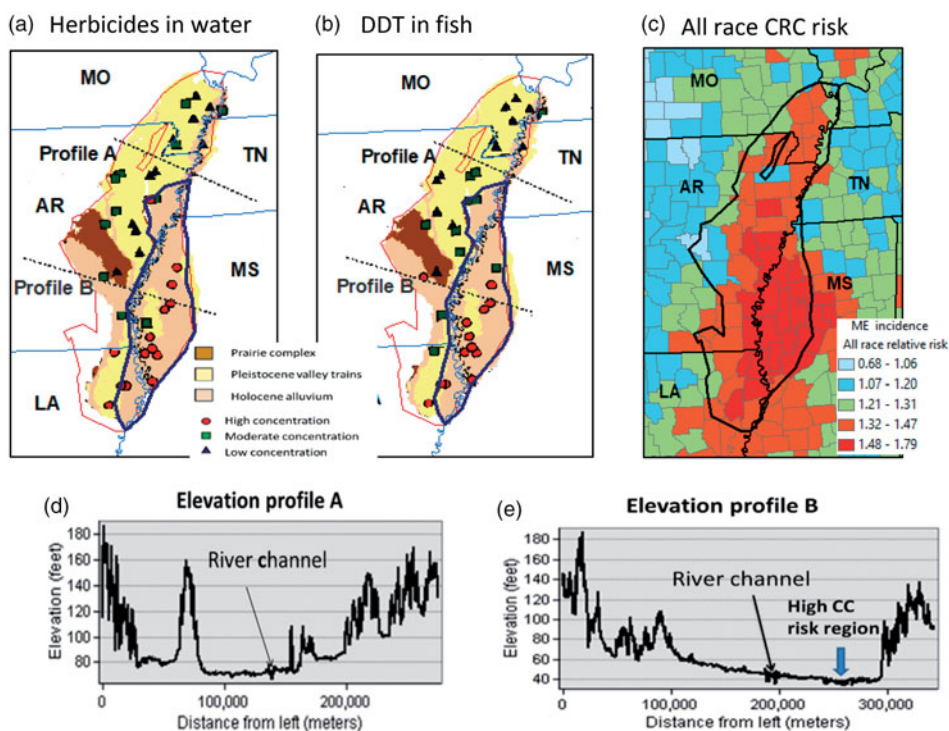 (a) Herbicides in water
MO
Profile A
TN
AR
MS
Profile B
LA
(b) DDT in fish
MO
Profile A
TN
AR
MS
Profile B
LA
Prairie complex
Pleistocene valley trains
Holocene alluvium
High concentration
Moderate concentration
Low concentration
(c) All race CRC risk
MO
AR
TN
MS
LA
ME incidence
All race relative risk
0.68 - 1.06
1.07 - 1.20
1.21 - 1.31
1.32 - 1.47
1.48 - 1.79
(d) Elevation profile A
Elevation (feet)
180
160
140
120
100
80
River channel
0 100,000 200,000
Distance from left (meters)
(e) Elevation profile B
Elevation (feet)
180
160
140
120
100
80
60
40
River channel
High CC
risk region
0 100,000 200,000 300,000
Distance from left (meters)